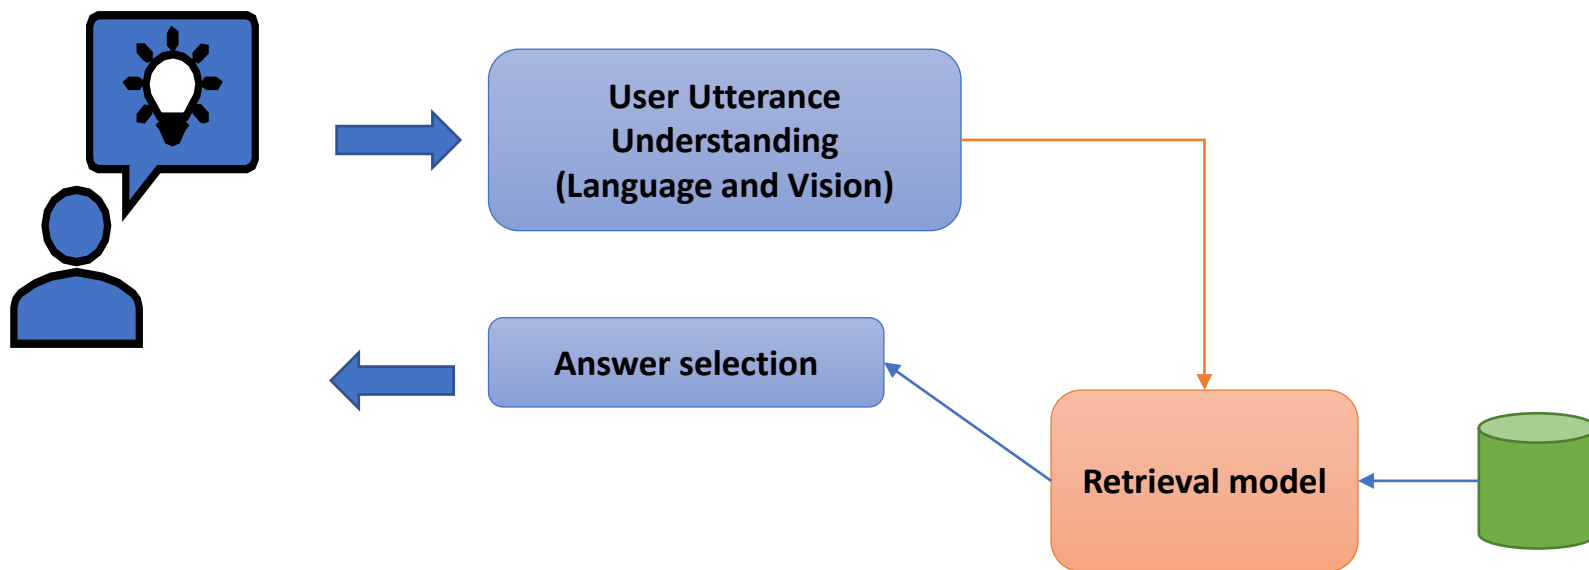 User Utterance
Understanding
(Language and Vision)
Answer selection
Retrieval model